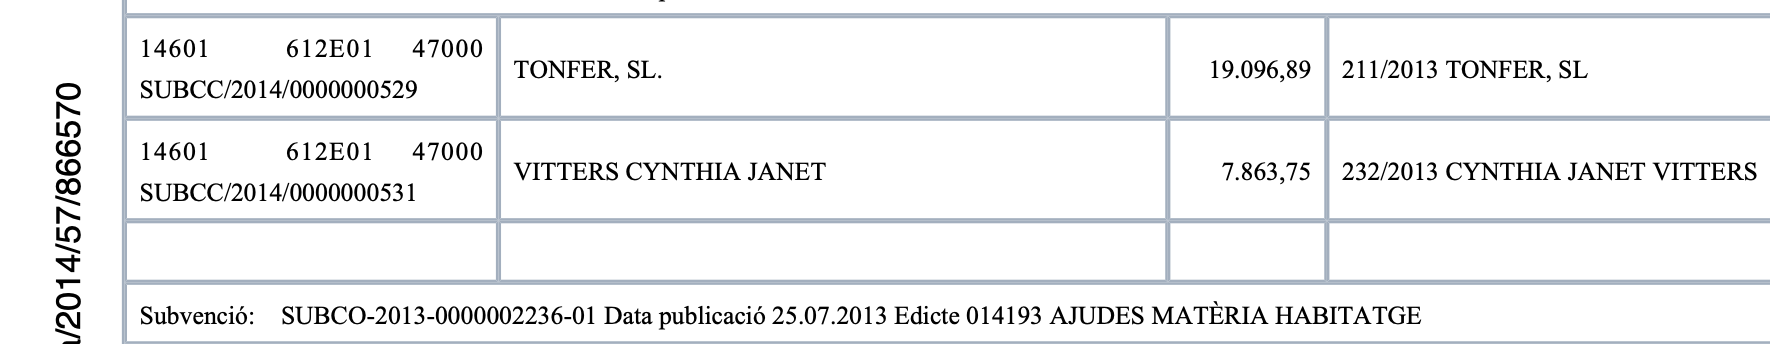 14601 612E01 47000
SUBCC/2014/0000000529
TONFER, SL.
19.096,89
211/2013 TONFER, SL
14601 612E01 47000
SUBCC/2014/0000000531
VITTERS CYNTHIA JANET
7.863,75
232/2013 CYNTHIA JANET VITTERS
Subvenció: SUBCO-2013-0000002236-01 Data publicació 25.07.2013 Edicte 014193 AJUDES MATÈRIA HABITATGE
/2014/57/866570